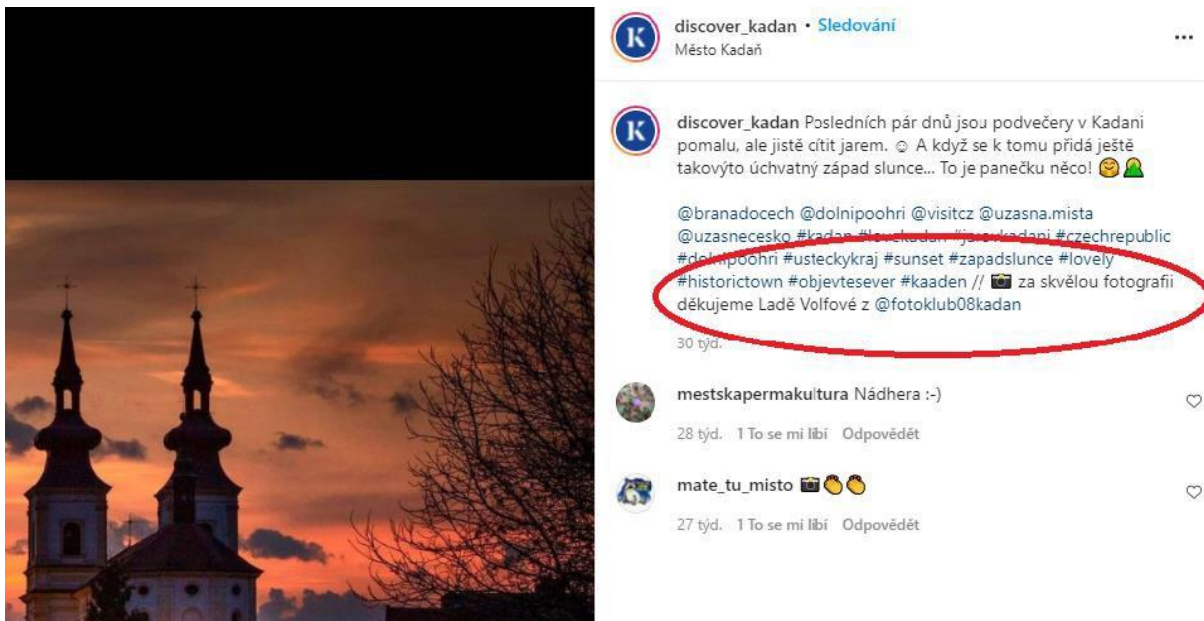 discover_kadan • Sledování
Město Kadaň
discover_kadan Posledních pár dnů jsou podvečery v Kadani
pomalu, ale jistě cítit jarem. ☺ A když se k tomu přidá ještě
takovýto úchvatný západ slunce... To je panečku něco!
@branadocech @dolnipoohri @visitcz @uzasna.mista
@uzasnecesko #kadan #lovekadan #jarovkadani #czechrepublic
#dolnipoohri #usteckykraj #sunset #zapadslunce #lovely
#historictown #objevtesever #kaaden // 📷 za skvělou fotografii
děkujeme Ladě Volfové z @fotoklub08kadan
30 týd.
mestskapermakultura Nádhera :-)
28 týd. 1 To se mi líbí Odpovědět
mate_tu_misto 📷👏👏
27 týd. 1 To se mi líbí Odpovědět